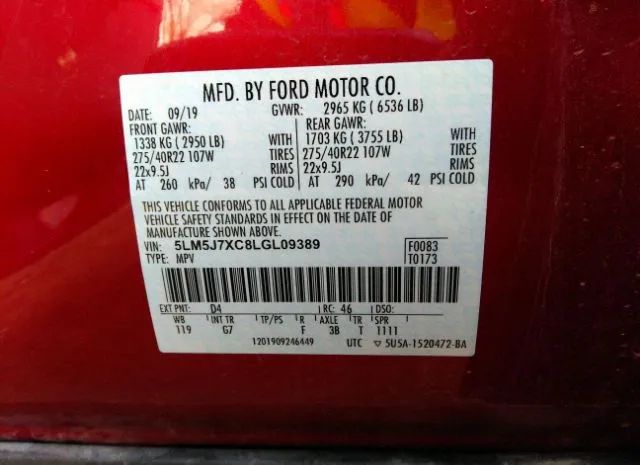 MFD. BY FORD MOTOR CO.
DATE: 09/19 GVWR: 2965 KG ( 6536 LB)
FRONT GAWR: REAR GAWR:
1338 KG ( 2950 LB) WITH 1703 KG ( 3755 LB) WITH
275/40R22 107W TIRES 275/40R22 107W TIRES
22x9.5J RIMS 22x9.5J RIMS
AT 260 kPa/ 38 PSI COLD AT 290 kPa/ 42 PSI COLD
THIS VEHICLE CONFORMS TO ALL APPLICABLE FEDERAL MOTOR
VEHICLE SAFETY STANDARDS IN EFFECT ON THE DATE OF
MANUFACTURE SHOWN ABOVE.
VIN: 5LM5J7XC8LGL09389 F0083
TYPE: MPV T0173
EXT PNT: D4 RC: 46 DSO:
WB INT TR TP/PS R AXLE TR SPR
119 G7 F 3B T 1111
1201909246449 UTC ▽ 5U5A-1520472-BA